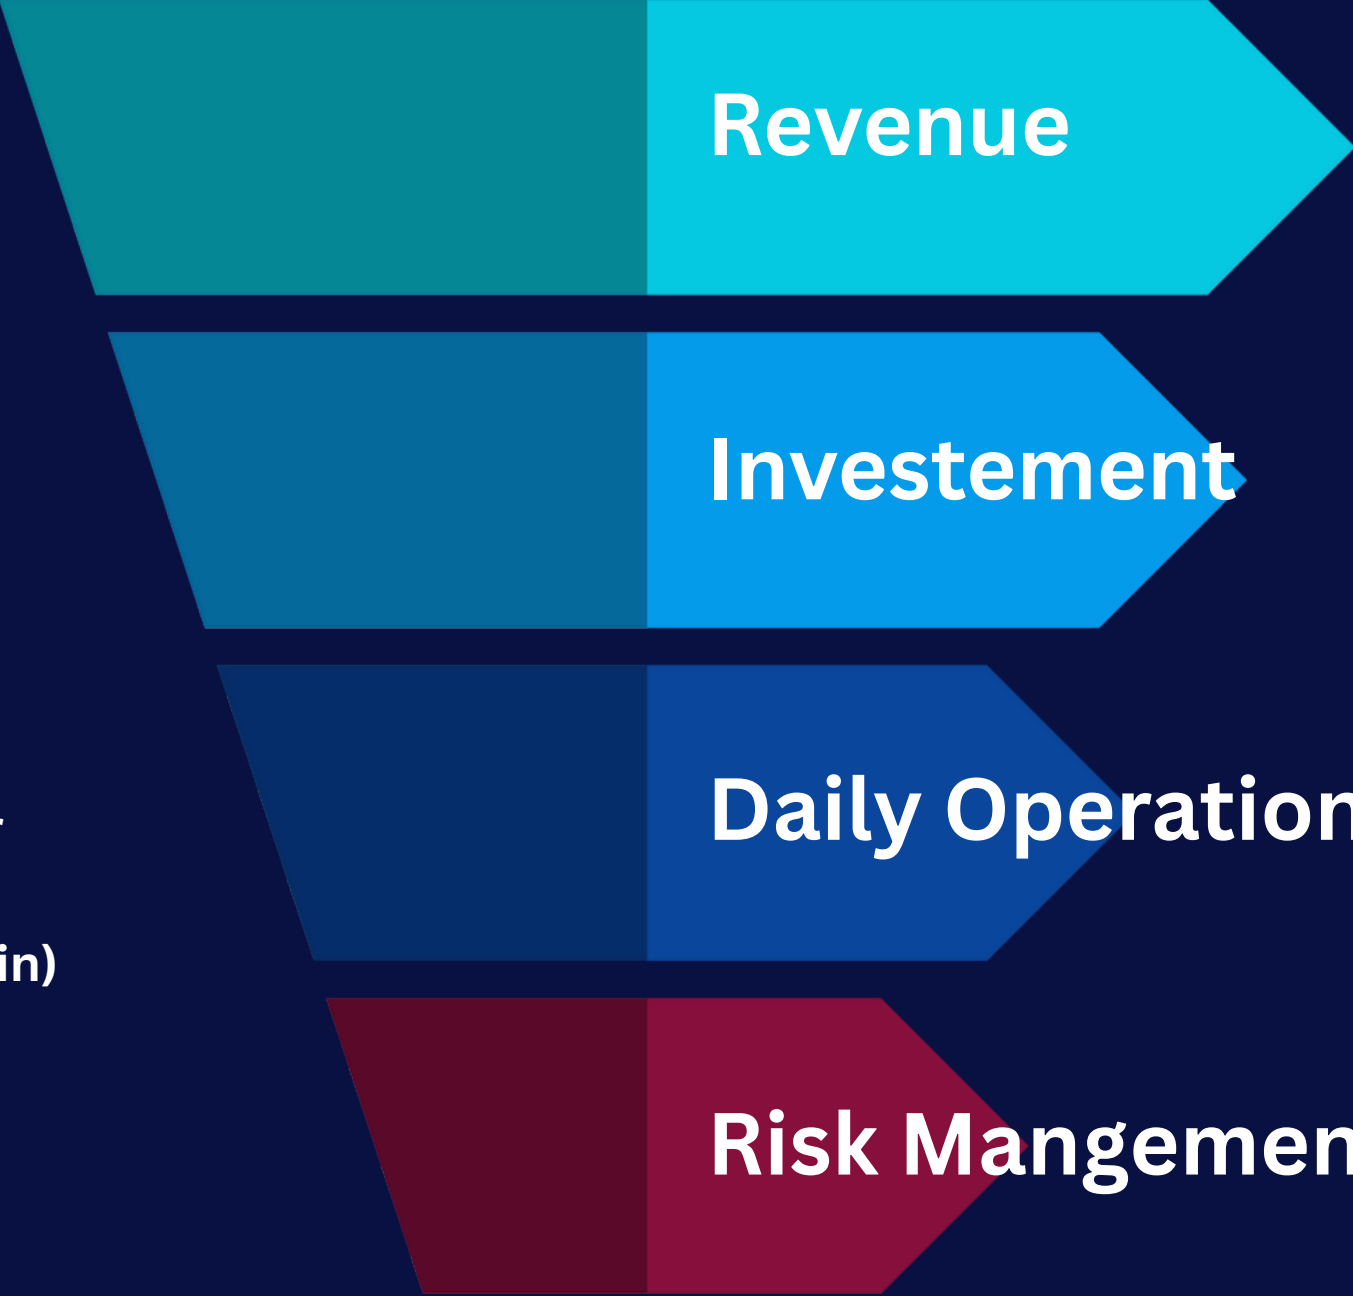 Revenue
Investement
Daily Operation
in)
Risk Mangemen